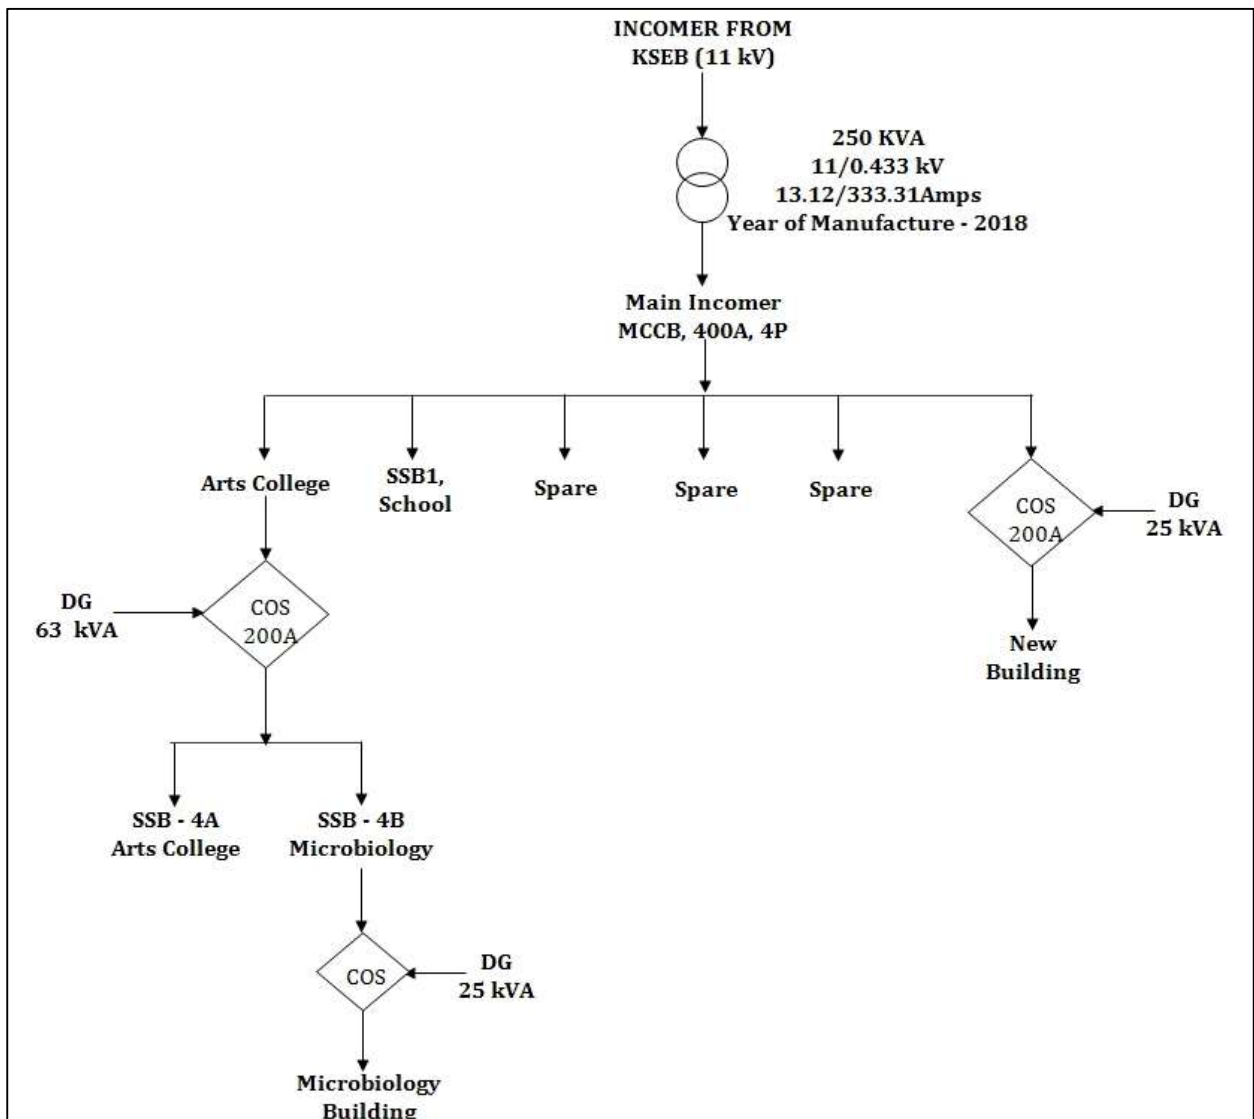 INCOMER FROM
KSEB (11 kV)
250 KVA
11/0.433 kV
13.12/333.31Amps
Year of Manufacture - 2018
Main Incomer
MCCB, 400A, 4P
Arts College
SSB1,
School
Spare
Spare
Spare
COS
200A
DG
25 kVA
DG
63 kVA
COS
200A
New
Building
SSB - 4A
Arts College
SSB - 4B
Microbiology
COS
DG
25 kVA
Microbiology
Building